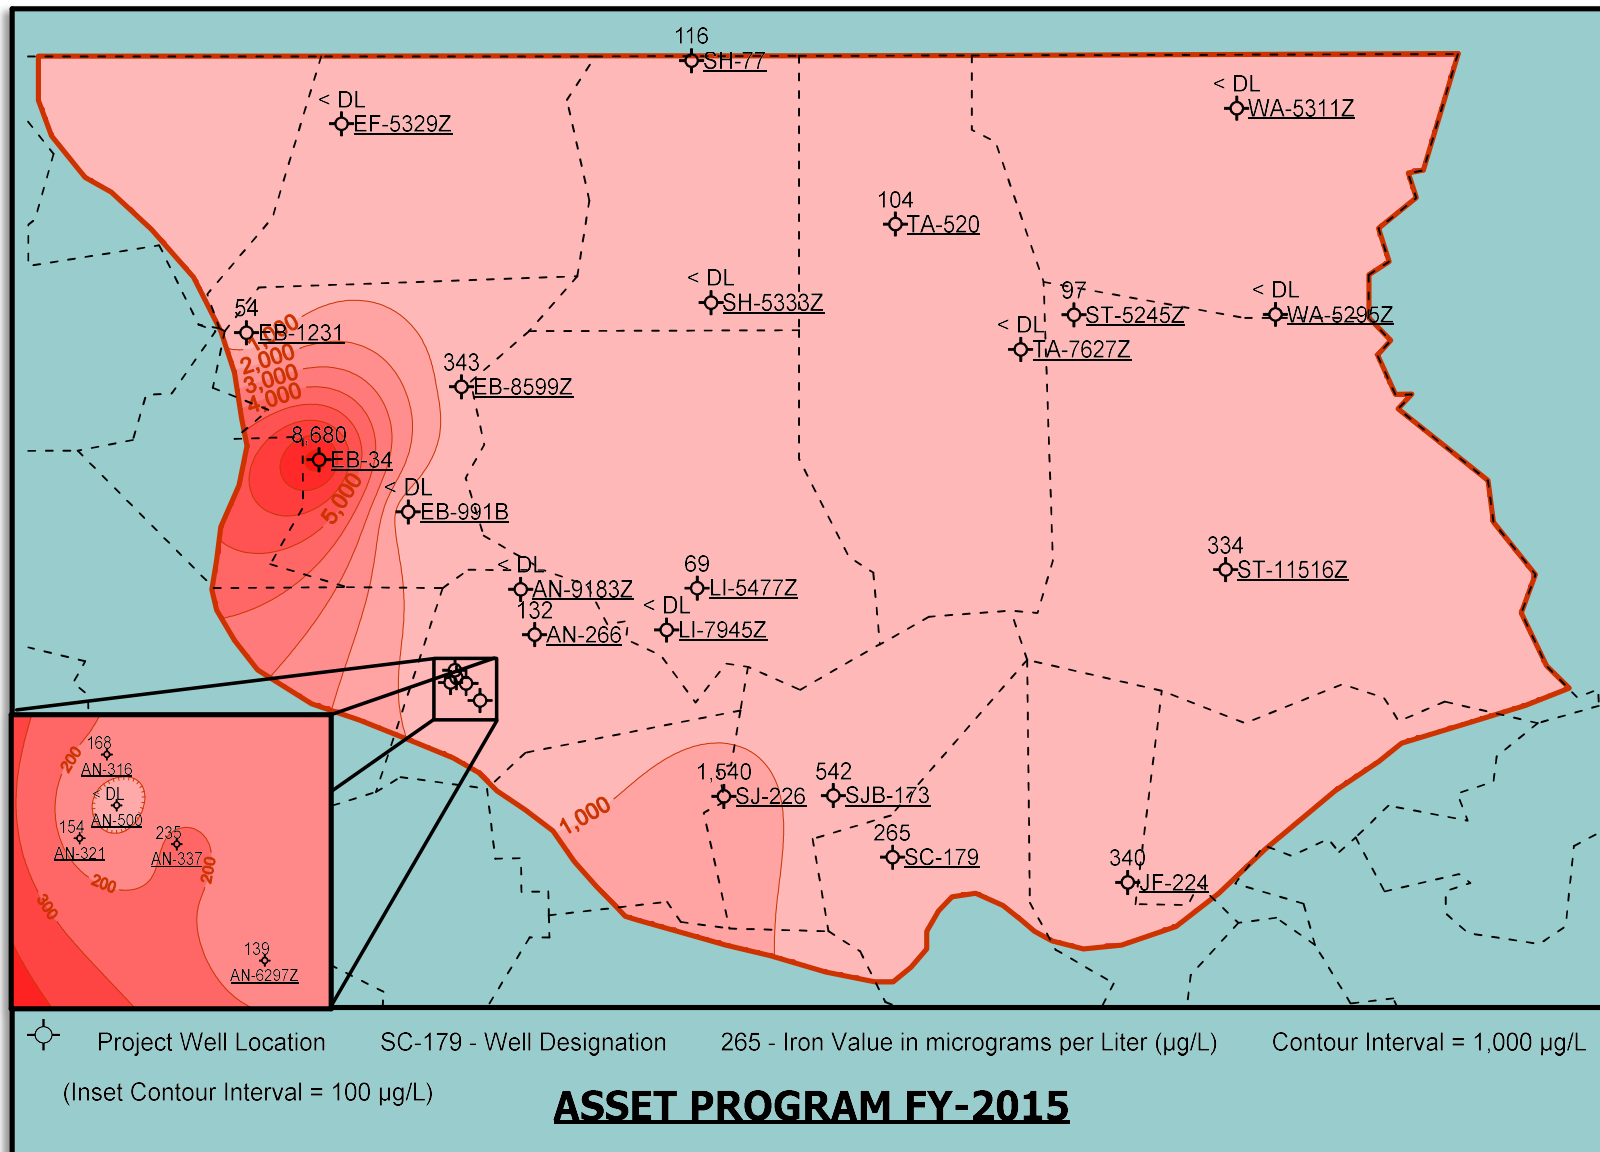 116
SH-77
< DL
EF-5329Z
< DL
WA-5311Z
104
TA-520
< DL
SH-5333Z
97
ST-5245Z
< DL
WA-5295Z
< DL
TA-7627Z
54
EB-1231
1,000
2,000
3,000
4,000
343
EB-8599Z
8,680
EB-34
5,000
< DL
EB-991B
< DL
AN-9183Z
132
AN-266
69
LI-5477Z
< DL
LI-7945Z
334
ST-11516Z
1,000
1,540
SJ-226
542
SJB-173
265
SC-179
340
JF-224
200
168
AN-316
< DL
AN-500
154
AN-321
235
AN-337
200
200
300
139
AN-6297Z
Project Well Location
SC-179 - Well Designation
265 - Iron Value in micrograms per Liter (µg/L)
Contour Interval = 1,000 µg/L
(Inset Contour Interval = 100 µg/L)
ASSET PROGRAM FY-2015